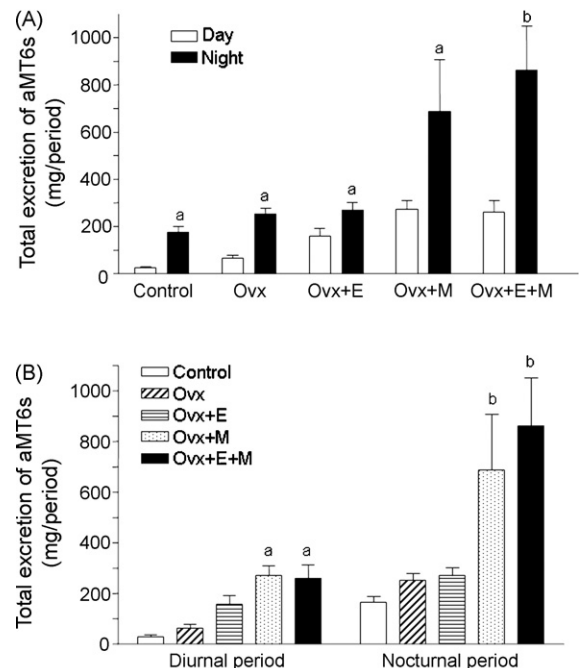 (A)
Total excretion of aMT6s
(mg/period)
1000
800
600
400
200
0
Day
Night
a
a
a
a
b
Control Ovx Ovx+E Ovx+M Ovx+E+M
(B)
Total excretion of aMT6s
(mg/period)
1000
800
600
400
200
0
Control
Ovx
Ovx+E
Ovx+M
Ovx+E+M
a a
b b
Diurnal period Nocturnal period